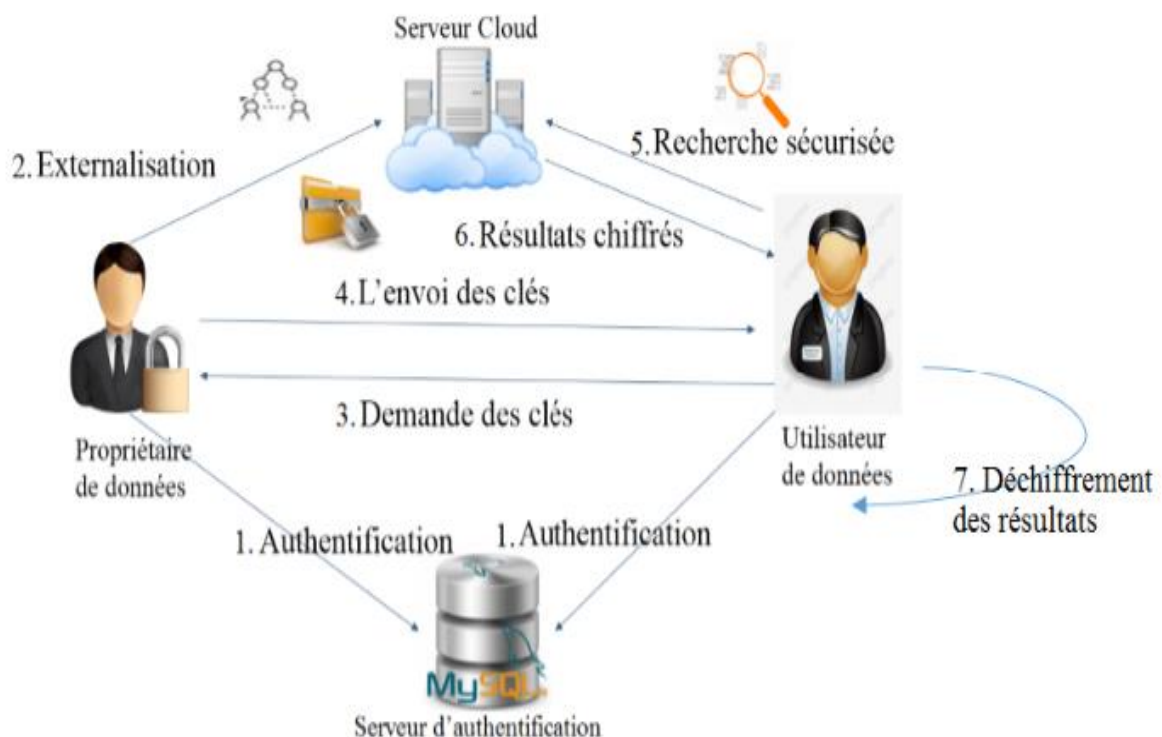 Serveur Cloud
5. Recherche sécurisée
2. Externalisation
6. Résultats chiffrés
4. L'envoi des clés
3. Demande des clés
Propriétaire
de données
Utilisateur
de données
7. Déchiffrement
des résultats
1. Authentification
1. Authentification
MySQL
Serveur d'authentification